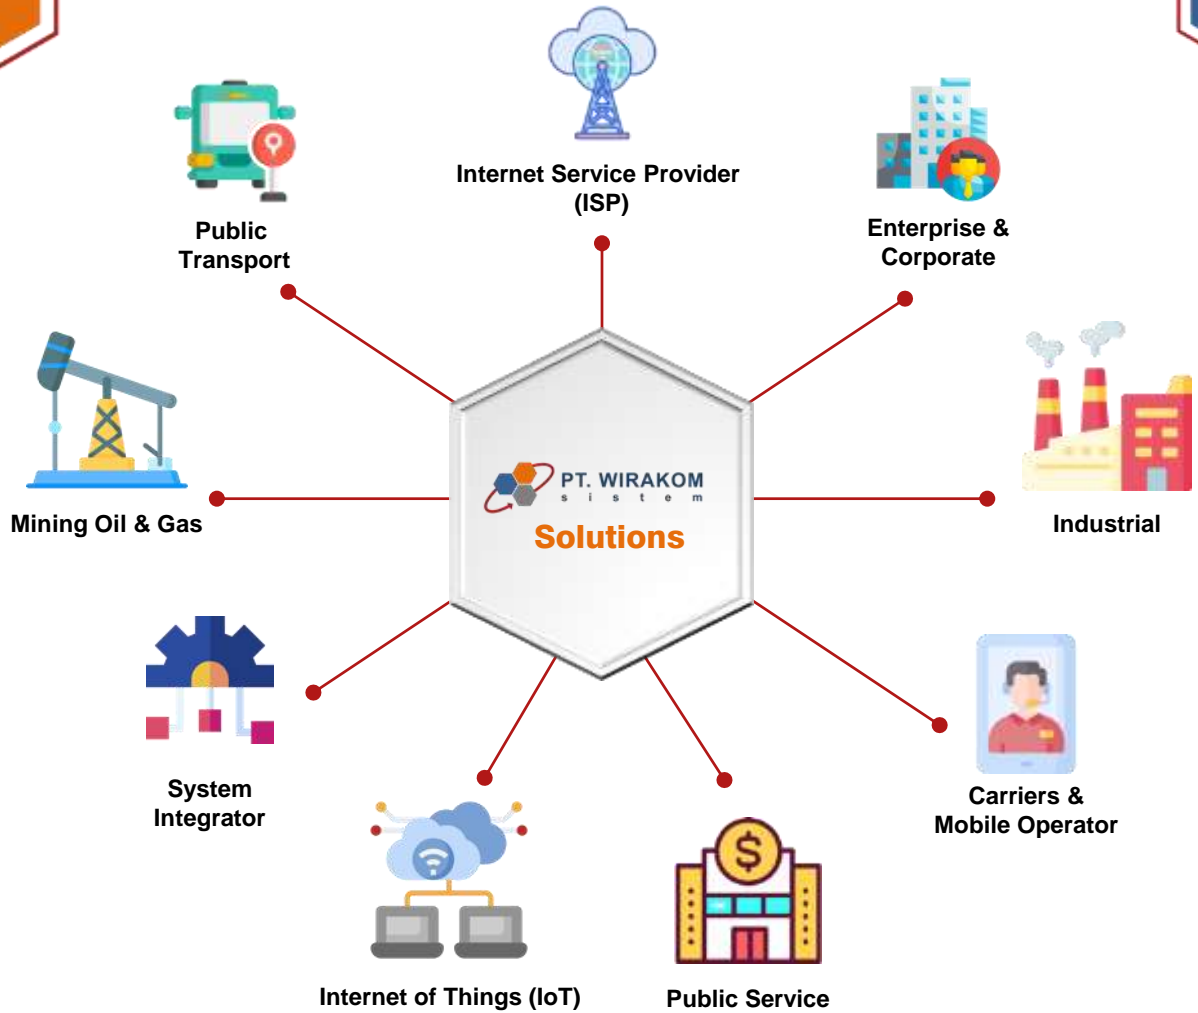 Internet Service Provider
(ISP)
Public
Transport
Enterprise &
Corporate
Mining Oil & Gas
PT. WIRAKOM
sistem
Solutions
Industrial
System
Integrator
Carriers &
Mobile Operator
$
Internet of Things (IoT)
Public Service